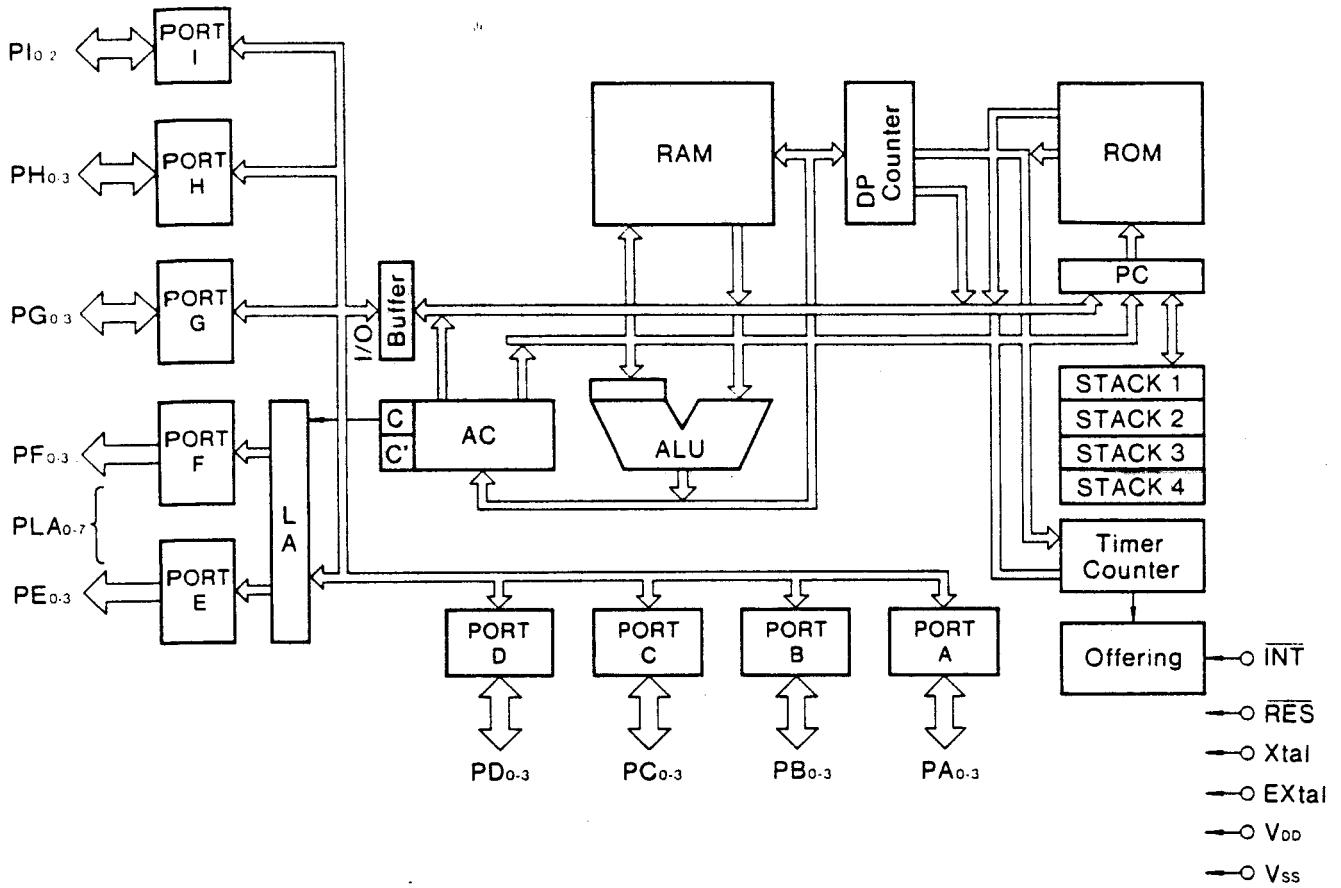 PI0-2
PORT I
PH0-3
PORT H
PG0-3
PORT G
PF0-3
PORT F
PLA0-7
PE0-3
PORT E
L A
I/O
Buffer
C
C'
AC
RAM
ALU
DP Counter
ROM
PC
STACK 1
STACK 2
STACK 3
STACK 4
Timer
Counter
Offering
INT
RES
Xtal
EXtal
VDD
VSS
PORT D
PORT C
PORT B
PORT A
PD0-3
PC0-3
PB0-3
PA0-3